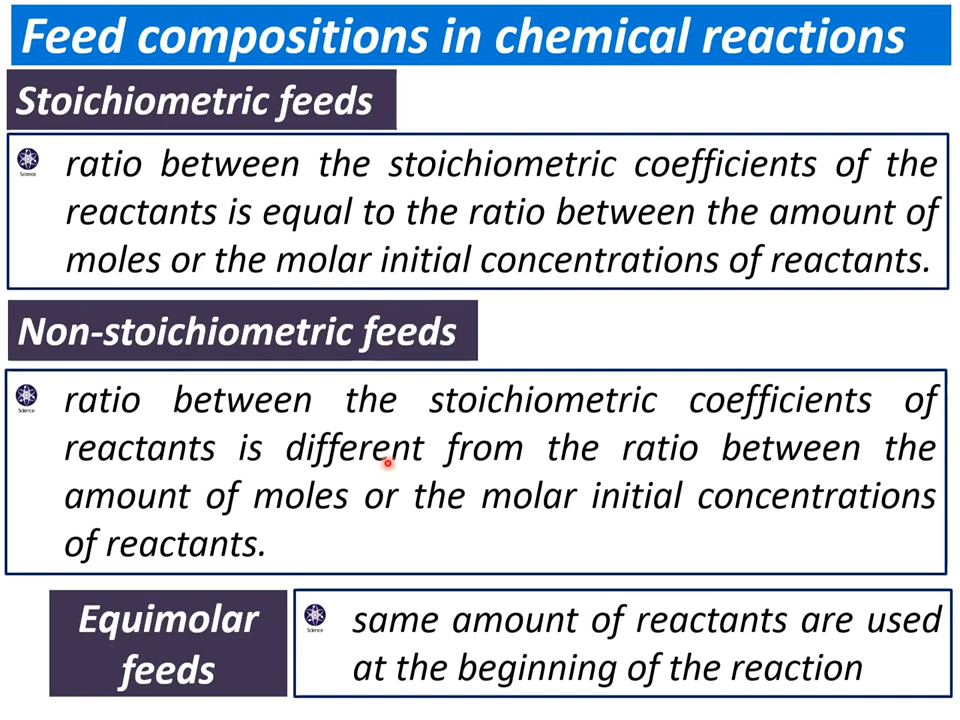 Feed compositions in chemical reactions
Stoichiometric feeds
Science
ratio between the stoichiometric coefficients of the
reactants is equal to the ratio between the amount of
moles or the molar initial concentrations of reactants.
Non-stoichiometric feeds
Science
ratio between the stoichiometric coefficients of
reactants is different from the ratio between the
amount of moles or the molar initial concentrations
of reactants.
Equimolar
feeds
Science
same amount of reactants are used
at the beginning of the reaction